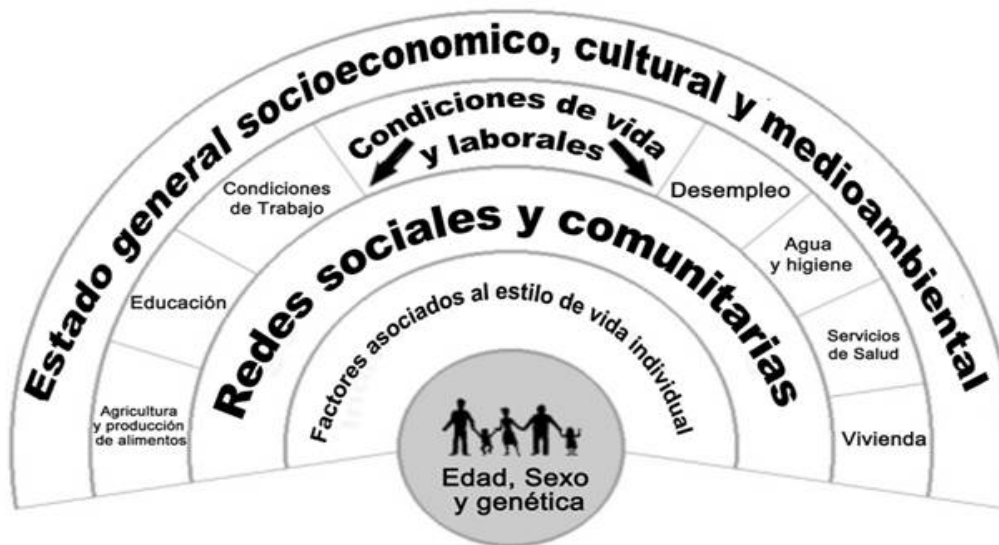 Estado general socioeconomico, cultural y medioambiental
Condiciones de vida
y laborales
Condiciones
de Trabajo
Desempleo
Educación
Agua
y higiene
Agricultura
y producción
de alimentos
Servicios
de Salud
Vivienda
Redes sociales y comunitarias
Factores asociados al estilo de vida individual
Edad, Sexo
y genética